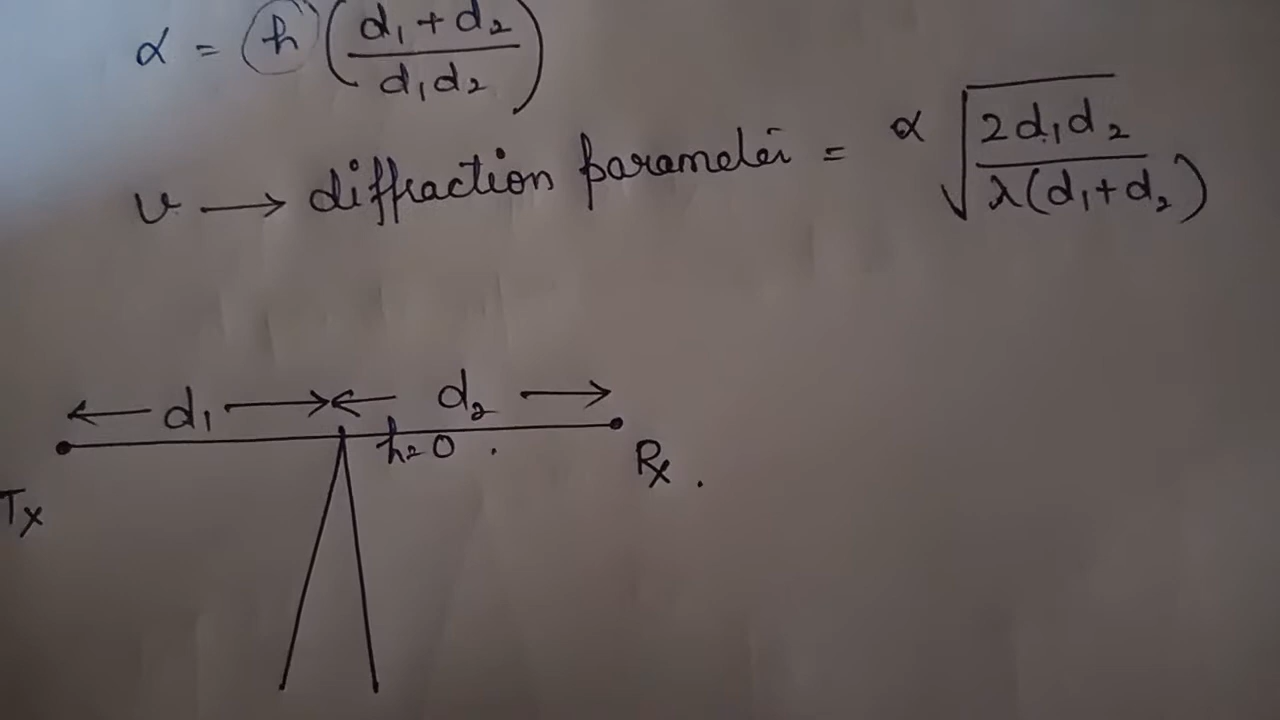 α = h (d₁ + d₂ / d₁d₂)
ν → diffraction parameter = α √(2d₁d₂ / λ(d₁+d₂))
← d₁ → ← d₂ →
h=0 .
Rx .
Tx